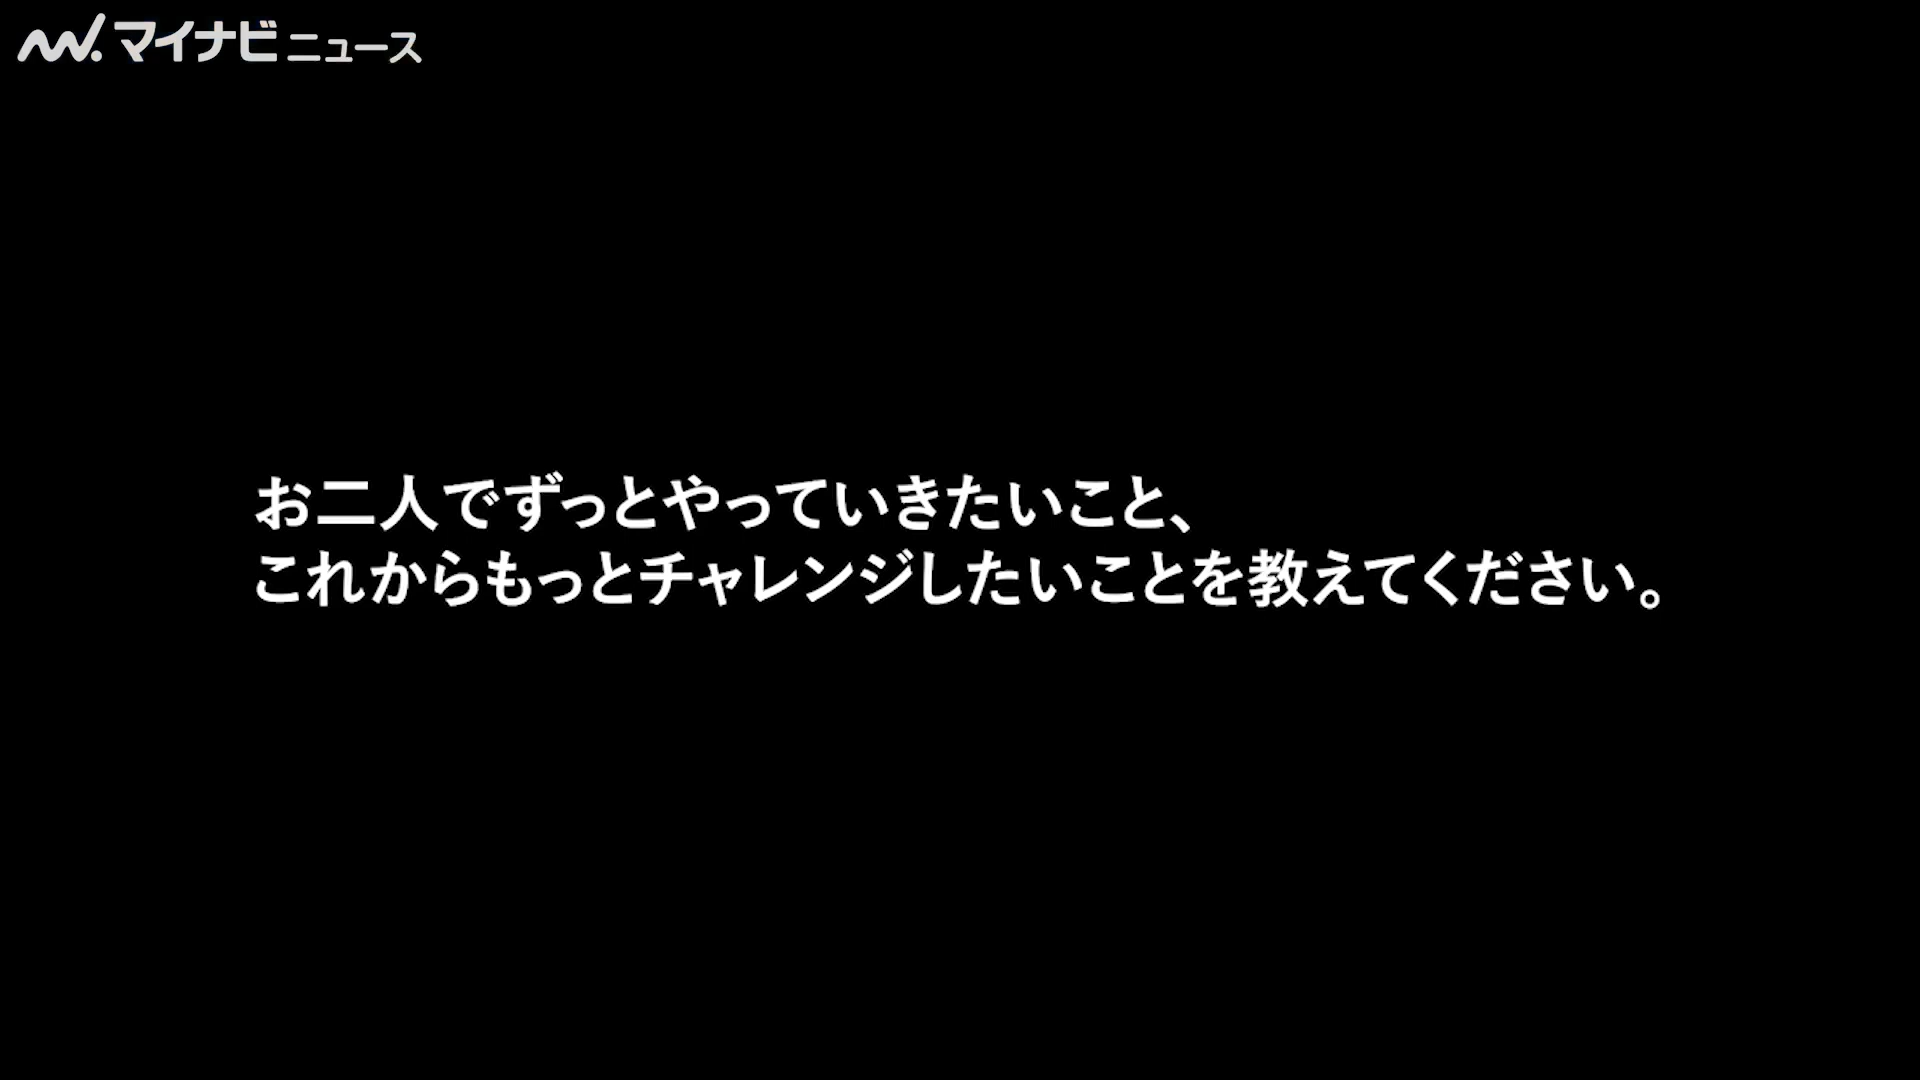 マイナビニュース
お二人でずっとやっていきたいこと、
これからもっとチャレンジしたいことを教えてください。